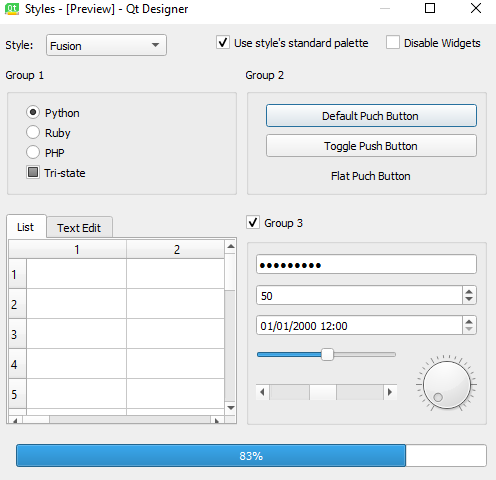 Styles - [Preview] - Qt Designer
Style: Fusion Use style's standard palette Disable Widgets
Group 1
Python
Ruby
PHP
Tri-state
Group 2
Default Puch Button
Toggle Push Button
Flat Puch Button
List Text Edit
1 2
1
2
3
4
5
Group 3
●●●●●●●●●
50
01/01/2000 12:00
83%